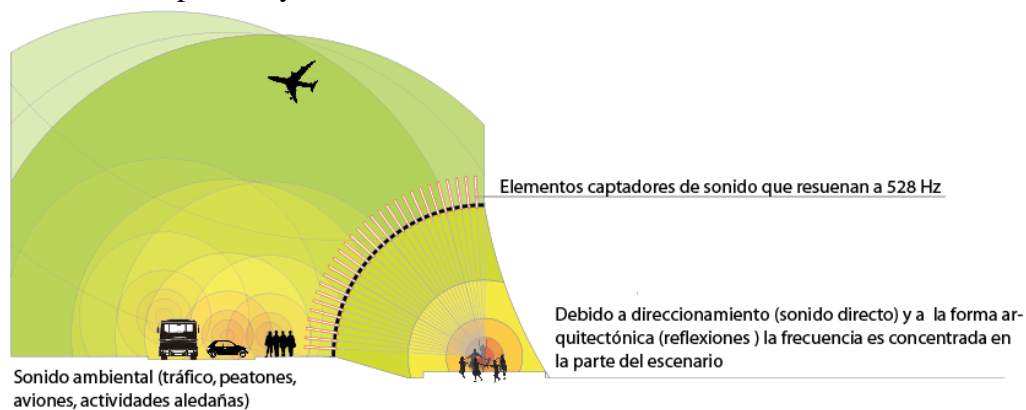 Elementos captadores de sonido que resuenan a 528 Hz
Debido a direccionamiento (sonido directo) y a la forma ar-
quitectónica (reflexiones ) la frecuencia es concentrada en
la parte del escenario
Sonido ambiental (tráfico, peatones,
aviones, actividades aledañas)